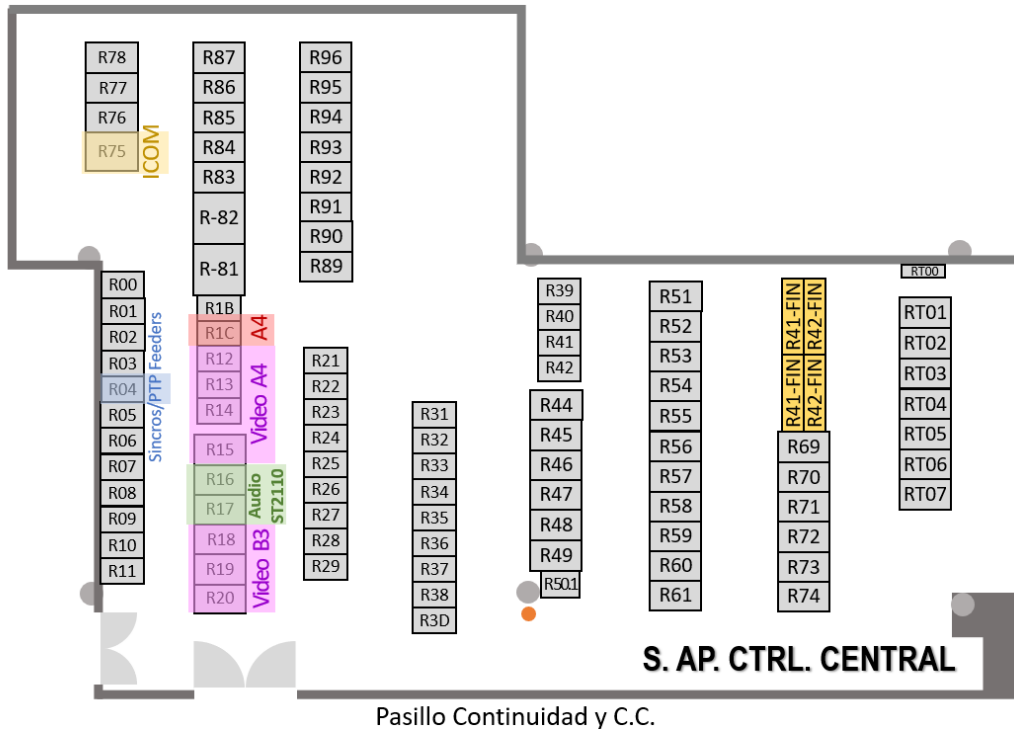 R78
R77
R76
R75
ICOM
R87
R86
R85
R84
R83
R-82
R-81
R96
R95
R94
R93
R92
R91
R90
R89
R00
R01
R02
R03
R04
R05
R06
R07
R08
R09
R10
R11
Sincros/PTP Feeders
R1B
R1C
R12
R13
R14
R15
R16
R17
R18
R19
R20
A4
Video A4
Audio
ST2110
Video B3
R21
R22
R23
R24
R25
R26
R27
R28
R29
R31
R32
R33
R34
R35
R36
R37
R38
R3D
R39
R40
R41
R42
R44
R45
R46
R47
R48
R49
R50.1
R51
R52
R53
R54
R55
R56
R57
R58
R59
R60
R61
R41-FIN
R42-FIN
R41-FIN
R42-FIN
R69
R70
R71
R72
R73
R74
RT00
RT01
RT02
RT03
RT04
RT05
RT06
RT07
S. AP. CTRL. CENTRAL
Pasillo Continuidad y C.C.